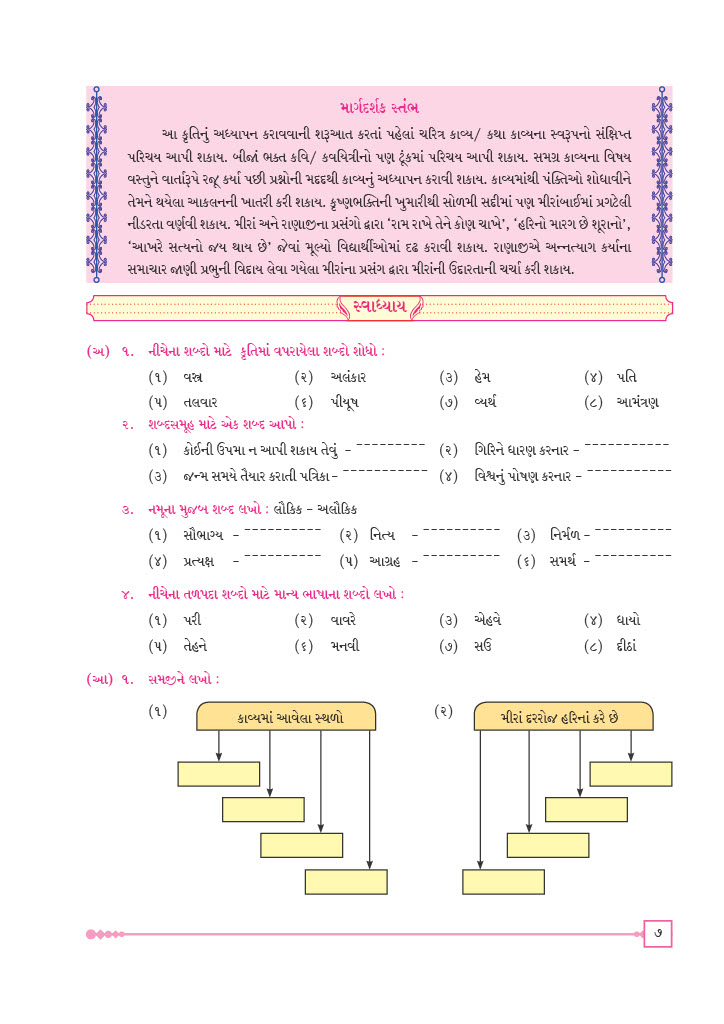 માર્ગદર્શક સ્તંભ
આ કૃતિનું અધ્યાપન કરાવવાની શરૂઆત કરતાં પહેલાં ચરિત્ર કાવ્ય/ કથા કાવ્યના સ્વરૂપનો સંક્ષિપ્ત
પરિચય આપી શકાય. બીજાં ભક્ત કવિ/ કવયિત્રીનો પણ ટૂંકમાં પરિચય આપી શકાય. સમગ્ર કાવ્યના વિષય
વસ્તુને વાર્તારૂપે રજૂ કર્યા પછી પ્રશ્નોની મદદથી કાવ્યનું અધ્યાપન કરાવી શકાય. કાવ્યમાંથી પંક્તિઓ શોધાવીને
તેમને થયેલા આકલનની ખાતરી કરી શકાય. કૃષ્ણભક્તિની ખુમારીથી સોળમી સદીમાં પણ મીરાંબાઈમાં પ્રગટેલી
નીડરતા વર્ણવી શકાય. મીરાં અને રાણાજીના પ્રસંગો દ્વારા ‘રામ રાખે તેને કોણ ચાખે’, ‘હરિનો મારગ છે શૂરાનો’,
‘આખરે સત્યનો જય થાય છે’ જેવાં મૂલ્યો વિદ્યાર્થીઓમાં દઢ કરાવી શકાય. રાણાજીએ અન્નત્યાગ કર્યાના
સમાચાર જાણી પ્રભુની વિદાય લેવા ગયેલા મીરાંના પ્રસંગ દ્વારા મીરાંની ઉદારતાની ચર્ચા કરી શકાય.
સ્વાધ્યાય
(અ) ૧. નીચેના શબ્દો માટે કૃતિમાં વપરાયેલા શબ્દો શોધો :
(૧) વસ્ત્ર (૨) અલંકાર (૩) હેમ (૪) પતિ
(૫) તલવાર (૬) પીયૂષ (૭) વ્યર્થ (૮) આમંત્રણ
૨. શબ્દસમૂહ માટે એક શબ્દ આપો :
(૧) કોઈની ઉપમા ન આપી શકાય તેવું – _ _ _ _ _ _ _ _ _ (૨) ગિરિને ધારણ કરનાર – _ _ _ _ _ _ _ _ _ _ _
(૩) જન્મ સમયે તૈયાર કરાતી પત્રિકા – _ _ _ _ _ _ _ _ _ _ _ (૪) વિશ્વનું પોષણ કરનાર – _ _ _ _ _ _ _ _ _ _ _
૩. નમૂના મુજબ શબ્દ લખો : લૌકિક – અલૌકિક
(૧) સૌભાગ્ય – _ _ _ _ _ _ _ _ _ _ (૨) નિત્ય – _ _ _ _ _ _ _ _ _ _ (૩) નિર્મળ – _ _ _ _ _ _ _ _ _ _
(૪) પ્રત્યક્ષ – _ _ _ _ _ _ _ _ _ _ (૫) આગ્રહ – _ _ _ _ _ _ _ _ _ _ (૬) સમર્થ – _ _ _ _ _ _ _ _ _ _
૪. નીચેના તળપદા શબ્દો માટે માન્ય ભાષાના શબ્દો લખો :
(૧) પરી (૨) વાવરે (૩) એહવે (૪) ધાયો
(૫) તેહને (૬) મનવી (૭) સઉ (૮) દીઠાં
(આ) ૧. સમજીને લખો :
(૧) કાવ્યમાં આવેલા સ્થળો (૨) મીરાં દરરોજ હરિનાં કરે છે
૭